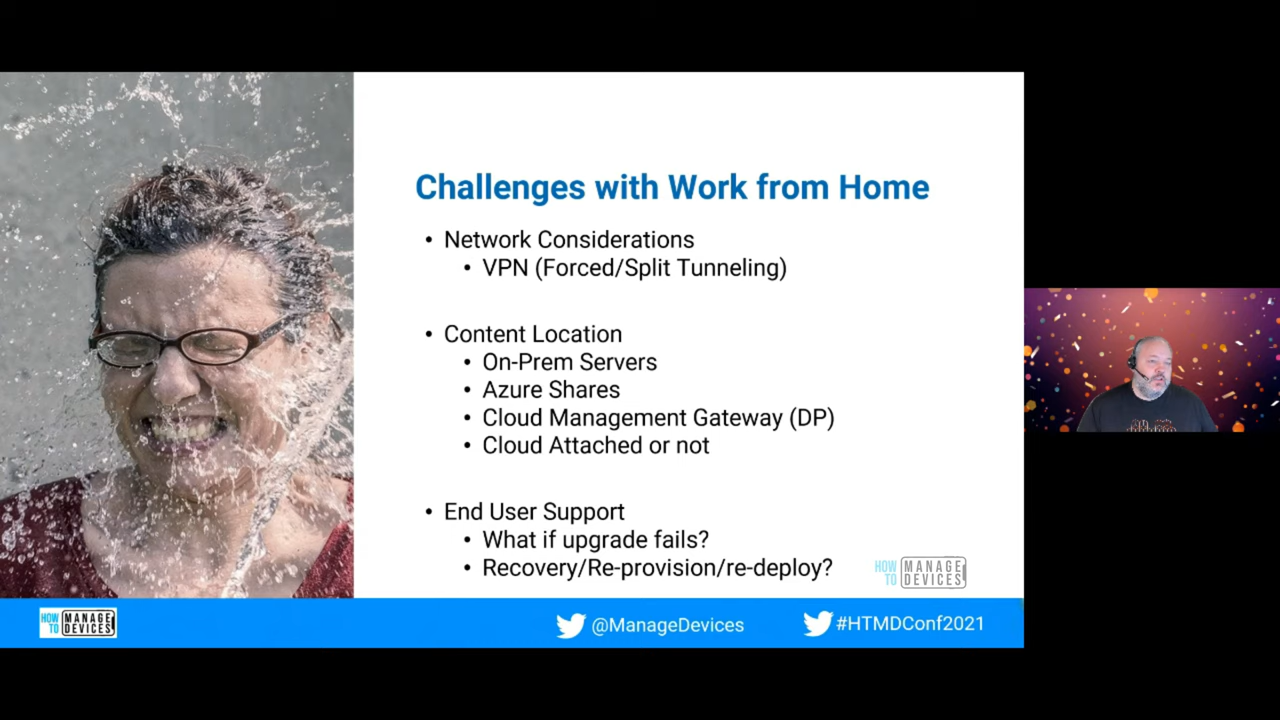 Challenges with Work from Home
• Network Considerations
• VPN (Forced/Split Tunneling)
• Content Location
• On-Prem Servers
• Azure Shares
• Cloud Management Gateway (DP)
• Cloud Attached or not
• End User Support
• What if upgrade fails?
• Recovery/Re-provision/re-deploy?
HOW TO MANAGE DEVICES
HOW TO MANAGE DEVICES
@ManageDevices
#HTMDConf2021